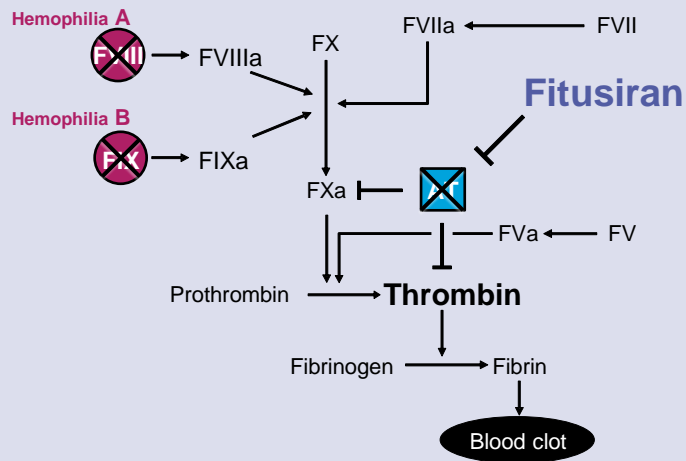 Hemophilia A
FVIII
FVIIIa
FX
FVIIa
FVII
Fitusiran
Hemophilia B
FIX
FIXa
FXa
AT
FVa
FV
Prothrombin
Thrombin
Fibrinogen
Fibrin
Blood clot